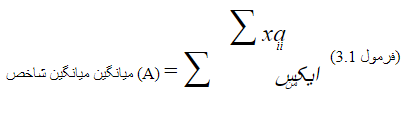 (فرمول 3.1) ∑ xq ii
ایکس ∑ = (A) میانگین میانگین شاخص